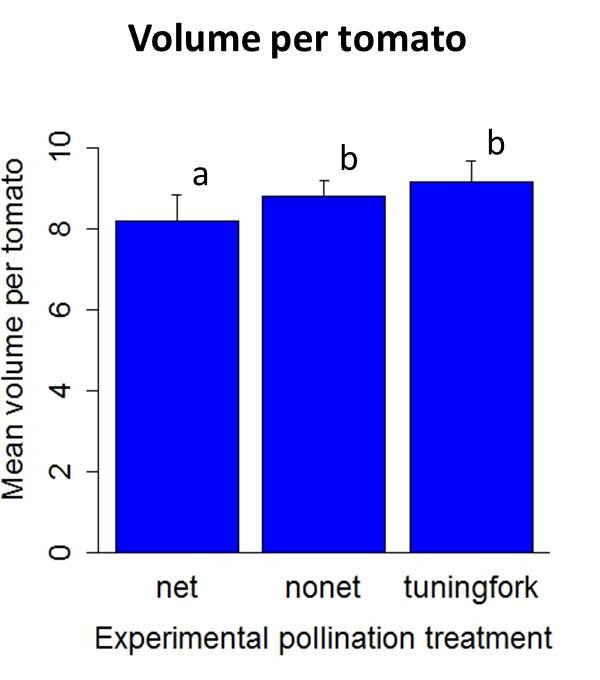 Volume per tomato
Mean volume per tomato
10
8
6
4
2
0
a
b
b
net
nonet
tuningfork
Experimental pollination treatment